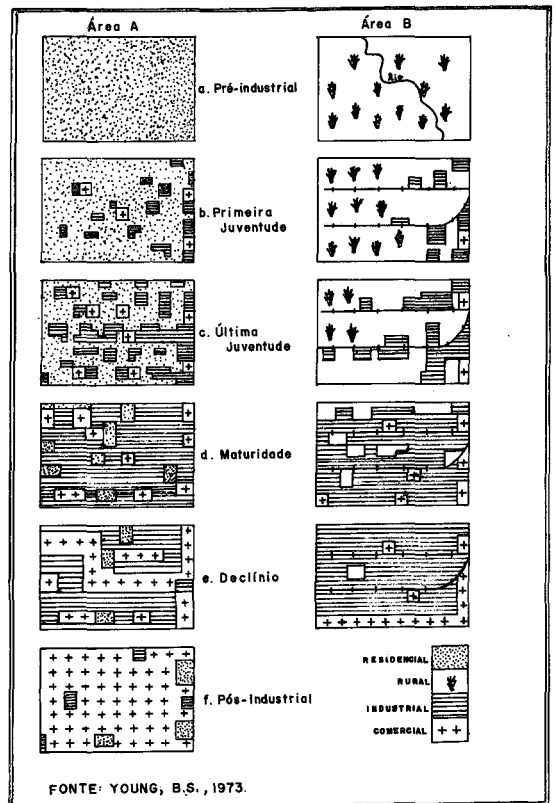 Área A
Área B
a. Pré-industrial
Rio
b. Primeira
Juventude
c. Última
Juventude
d. Maturidade
e. Declínio
f. Pós-Industrial
RESIDENCIAL
RURAL
INDUSTRIAL
COMERCIAL
FONTE: YOUNG, B.S., 1973.